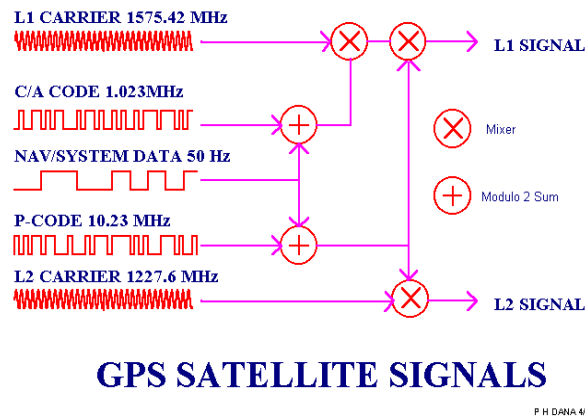 L1 CARRIER 1575.42 MHz
L1 SIGNAL
C/A CODE 1.023MHz
Mixer
NAV/SYSTEM DATA 50 Hz
Modulo 2 Sum
P-CODE 10.23 MHz
L2 CARRIER 1227.6 MHz
L2 SIGNAL
GPS SATELLITE SIGNALS
P H DANA 4/